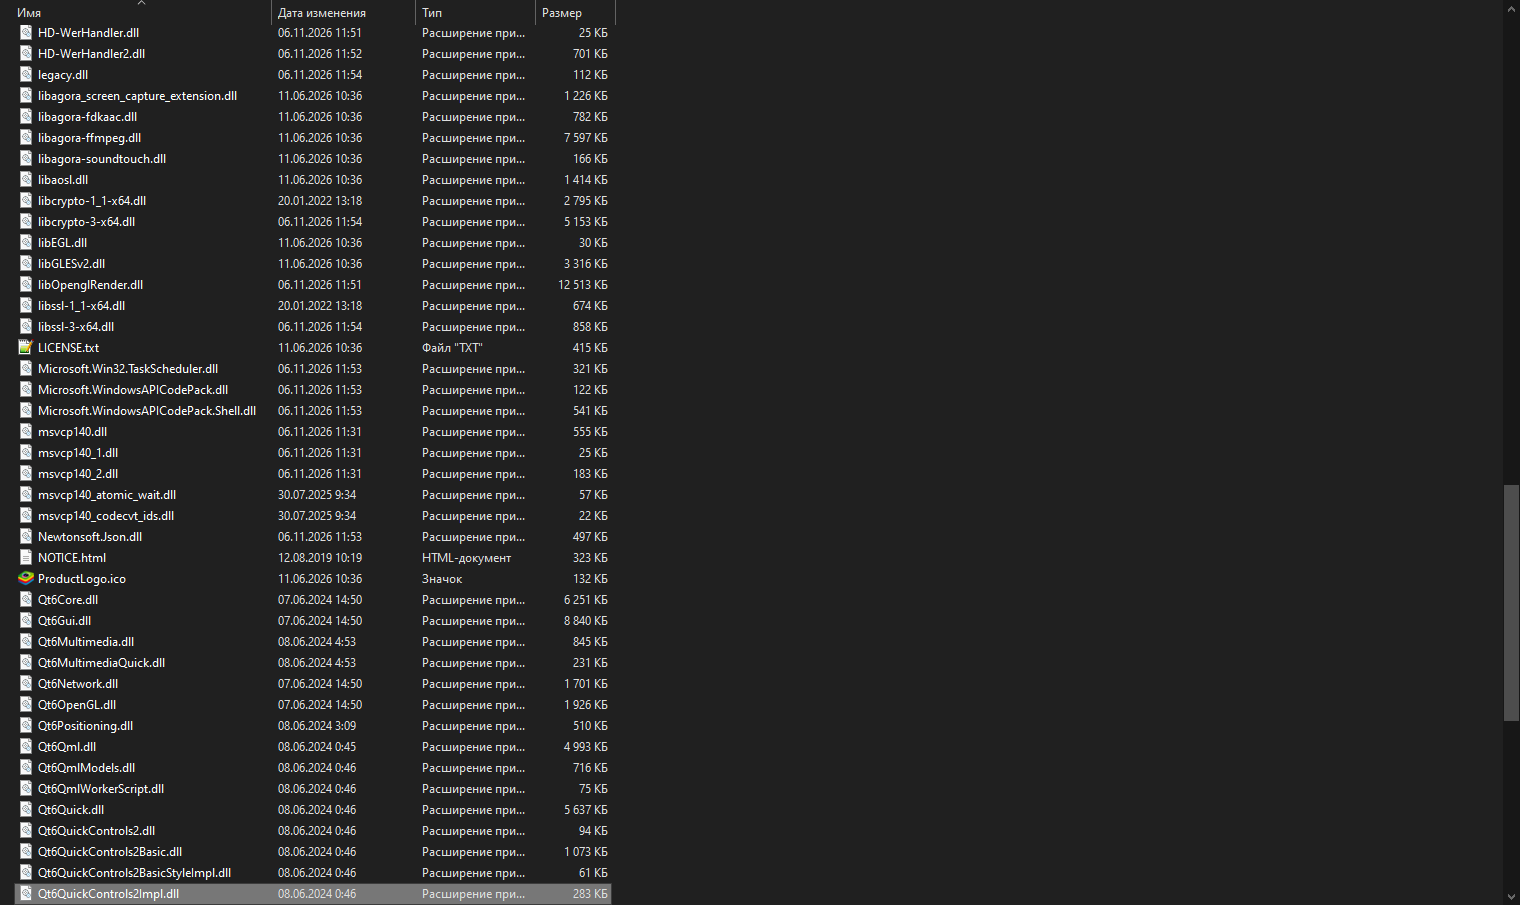 Имя Дата изменения Тип Размер
HD-WerHandler.dll 06.11.2026 11:51 Расширение при... 25 КБ
HD-WerHandler2.dll 06.11.2026 11:52 Расширение при... 701 КБ
legacy.dll 06.11.2026 11:54 Расширение при... 112 КБ
libagora_screen_capture_extension.dll 11.06.2026 10:36 Расширение при... 1 226 КБ
libagora-fdkaac.dll 11.06.2026 10:36 Расширение при... 782 КБ
libagora-ffmpeg.dll 11.06.2026 10:36 Расширение при... 7 597 КБ
libagora-soundtouch.dll 11.06.2026 10:36 Расширение при... 166 КБ
libaosl.dll 11.06.2026 10:36 Расширение при... 1 414 КБ
libcrypto-1_1-x64.dll 20.01.2022 13:18 Расширение при... 2 795 КБ
libcrypto-3-x64.dll 06.11.2026 11:54 Расширение при... 5 153 КБ
libEGL.dll 11.06.2026 10:36 Расширение при... 30 КБ
libGLESv2.dll 11.06.2026 10:36 Расширение при... 3 316 КБ
libOpenglRender.dll 06.11.2026 11:51 Расширение при... 12 513 КБ
libssl-1_1-x64.dll 20.01.2022 13:18 Расширение при... 674 КБ
libssl-3-x64.dll 06.11.2026 11:54 Расширение при... 858 КБ
LICENSE.txt 11.06.2026 10:36 Файл "TXT" 415 КБ
Microsoft.Win32.TaskScheduler.dll 06.11.2026 11:53 Расширение при... 321 КБ
Microsoft.WindowsAPICodePack.dll 06.11.2026 11:53 Расширение при... 122 КБ
Microsoft.WindowsAPICodePack.Shell.dll 06.11.2026 11:53 Расширение при... 541 КБ
msvcp140.dll 06.11.2026 11:31 Расширение при... 555 КБ
msvcp140_1.dll 06.11.2026 11:31 Расширение при... 25 КБ
msvcp140_2.dll 06.11.2026 11:31 Расширение при... 183 КБ
msvcp140_atomic_wait.dll 30.07.2025 9:34 Расширение при... 57 КБ
msvcp140_codecvt_ids.dll 30.07.2025 9:34 Расширение при... 22 КБ
Newtonsoft.Json.dll 06.11.2026 11:53 Расширение при... 497 КБ
NOTICE.html 12.08.2019 10:19 HTML-документ 323 КБ
ProductLogo.ico 11.06.2026 10:36 Значок 132 КБ
Qt6Core.dll 07.06.2024 14:50 Расширение при... 6 251 КБ
Qt6Gui.dll 07.06.2024 14:50 Расширение при... 8 840 КБ
Qt6Multimedia.dll 08.06.2024 4:53 Расширение при... 845 КБ
Qt6MultimediaQuick.dll 08.06.2024 4:53 Расширение при... 231 КБ
Qt6Network.dll 07.06.2024 14:50 Расширение при... 1 701 КБ
Qt6OpenGL.dll 07.06.2024 14:50 Расширение при... 1 926 КБ
Qt6Positioning.dll 08.06.2024 3:09 Расширение при... 510 КБ
Qt6Qml.dll 08.06.2024 0:45 Расширение при... 4 993 КБ
Qt6QmlModels.dll 08.06.2024 0:46 Расширение при... 716 КБ
Qt6QmlWorkerScript.dll 08.06.2024 0:46 Расширение при... 75 КБ
Qt6Quick.dll 08.06.2024 0:46 Расширение при... 5 637 КБ
Qt6QuickControls2.dll 08.06.2024 0:46 Расширение при... 94 КБ
Qt6QuickControls2Basic.dll 08.06.2024 0:46 Расширение при... 1 073 КБ
Qt6QuickControls2BasicStyleImpl.dll 08.06.2024 0:46 Расширение при... 61 КБ
Qt6QuickControls2Impl.dll 08.06.2024 0:46 Расширение при... 283 КБ